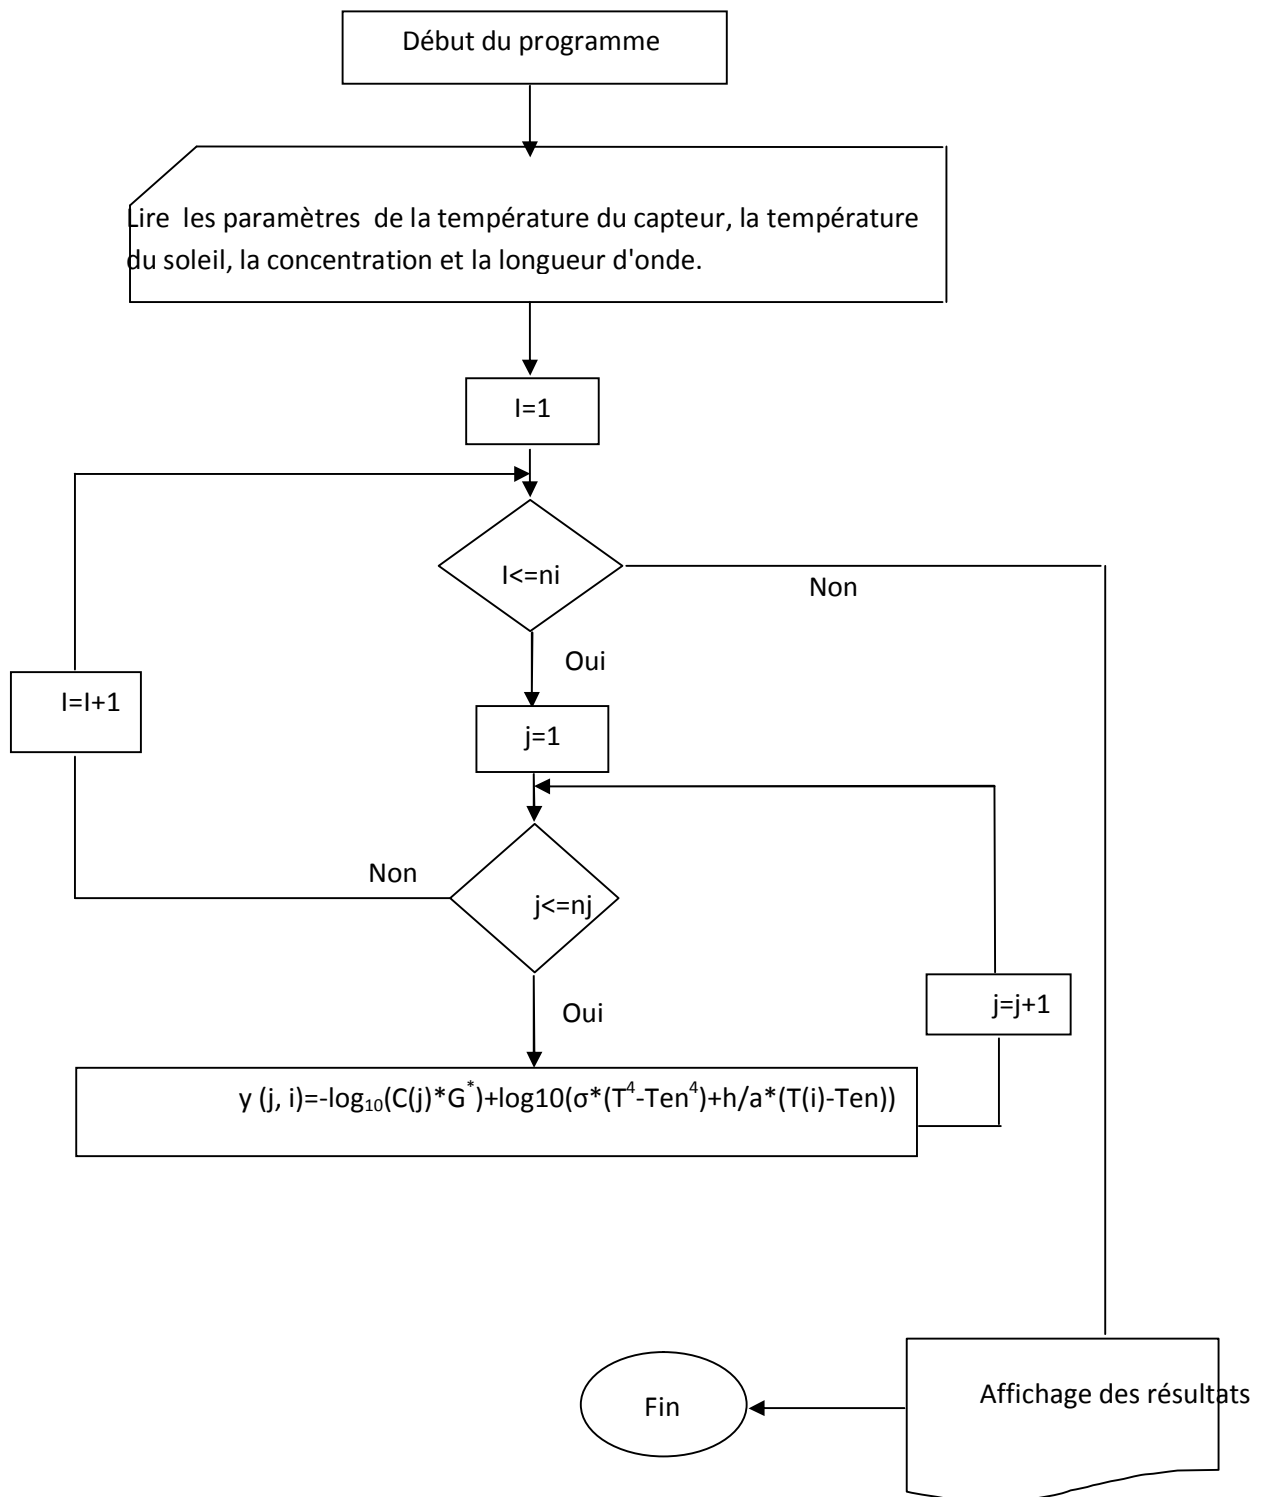 Début du programme
Lire les paramètres de la température du capteur, la température
du soleil, la concentration et la longueur d'onde.
I=1
I<=ni
Non
Oui
I=I+1
j=1
Non
j<=nj
Oui
j=j+1
y (j, i)=-log₁₀(C(j)*G*)+log10(σ*(T⁴-Ten⁴)+h/a*(T(i)-Ten))
Affichage des résultats
Fin